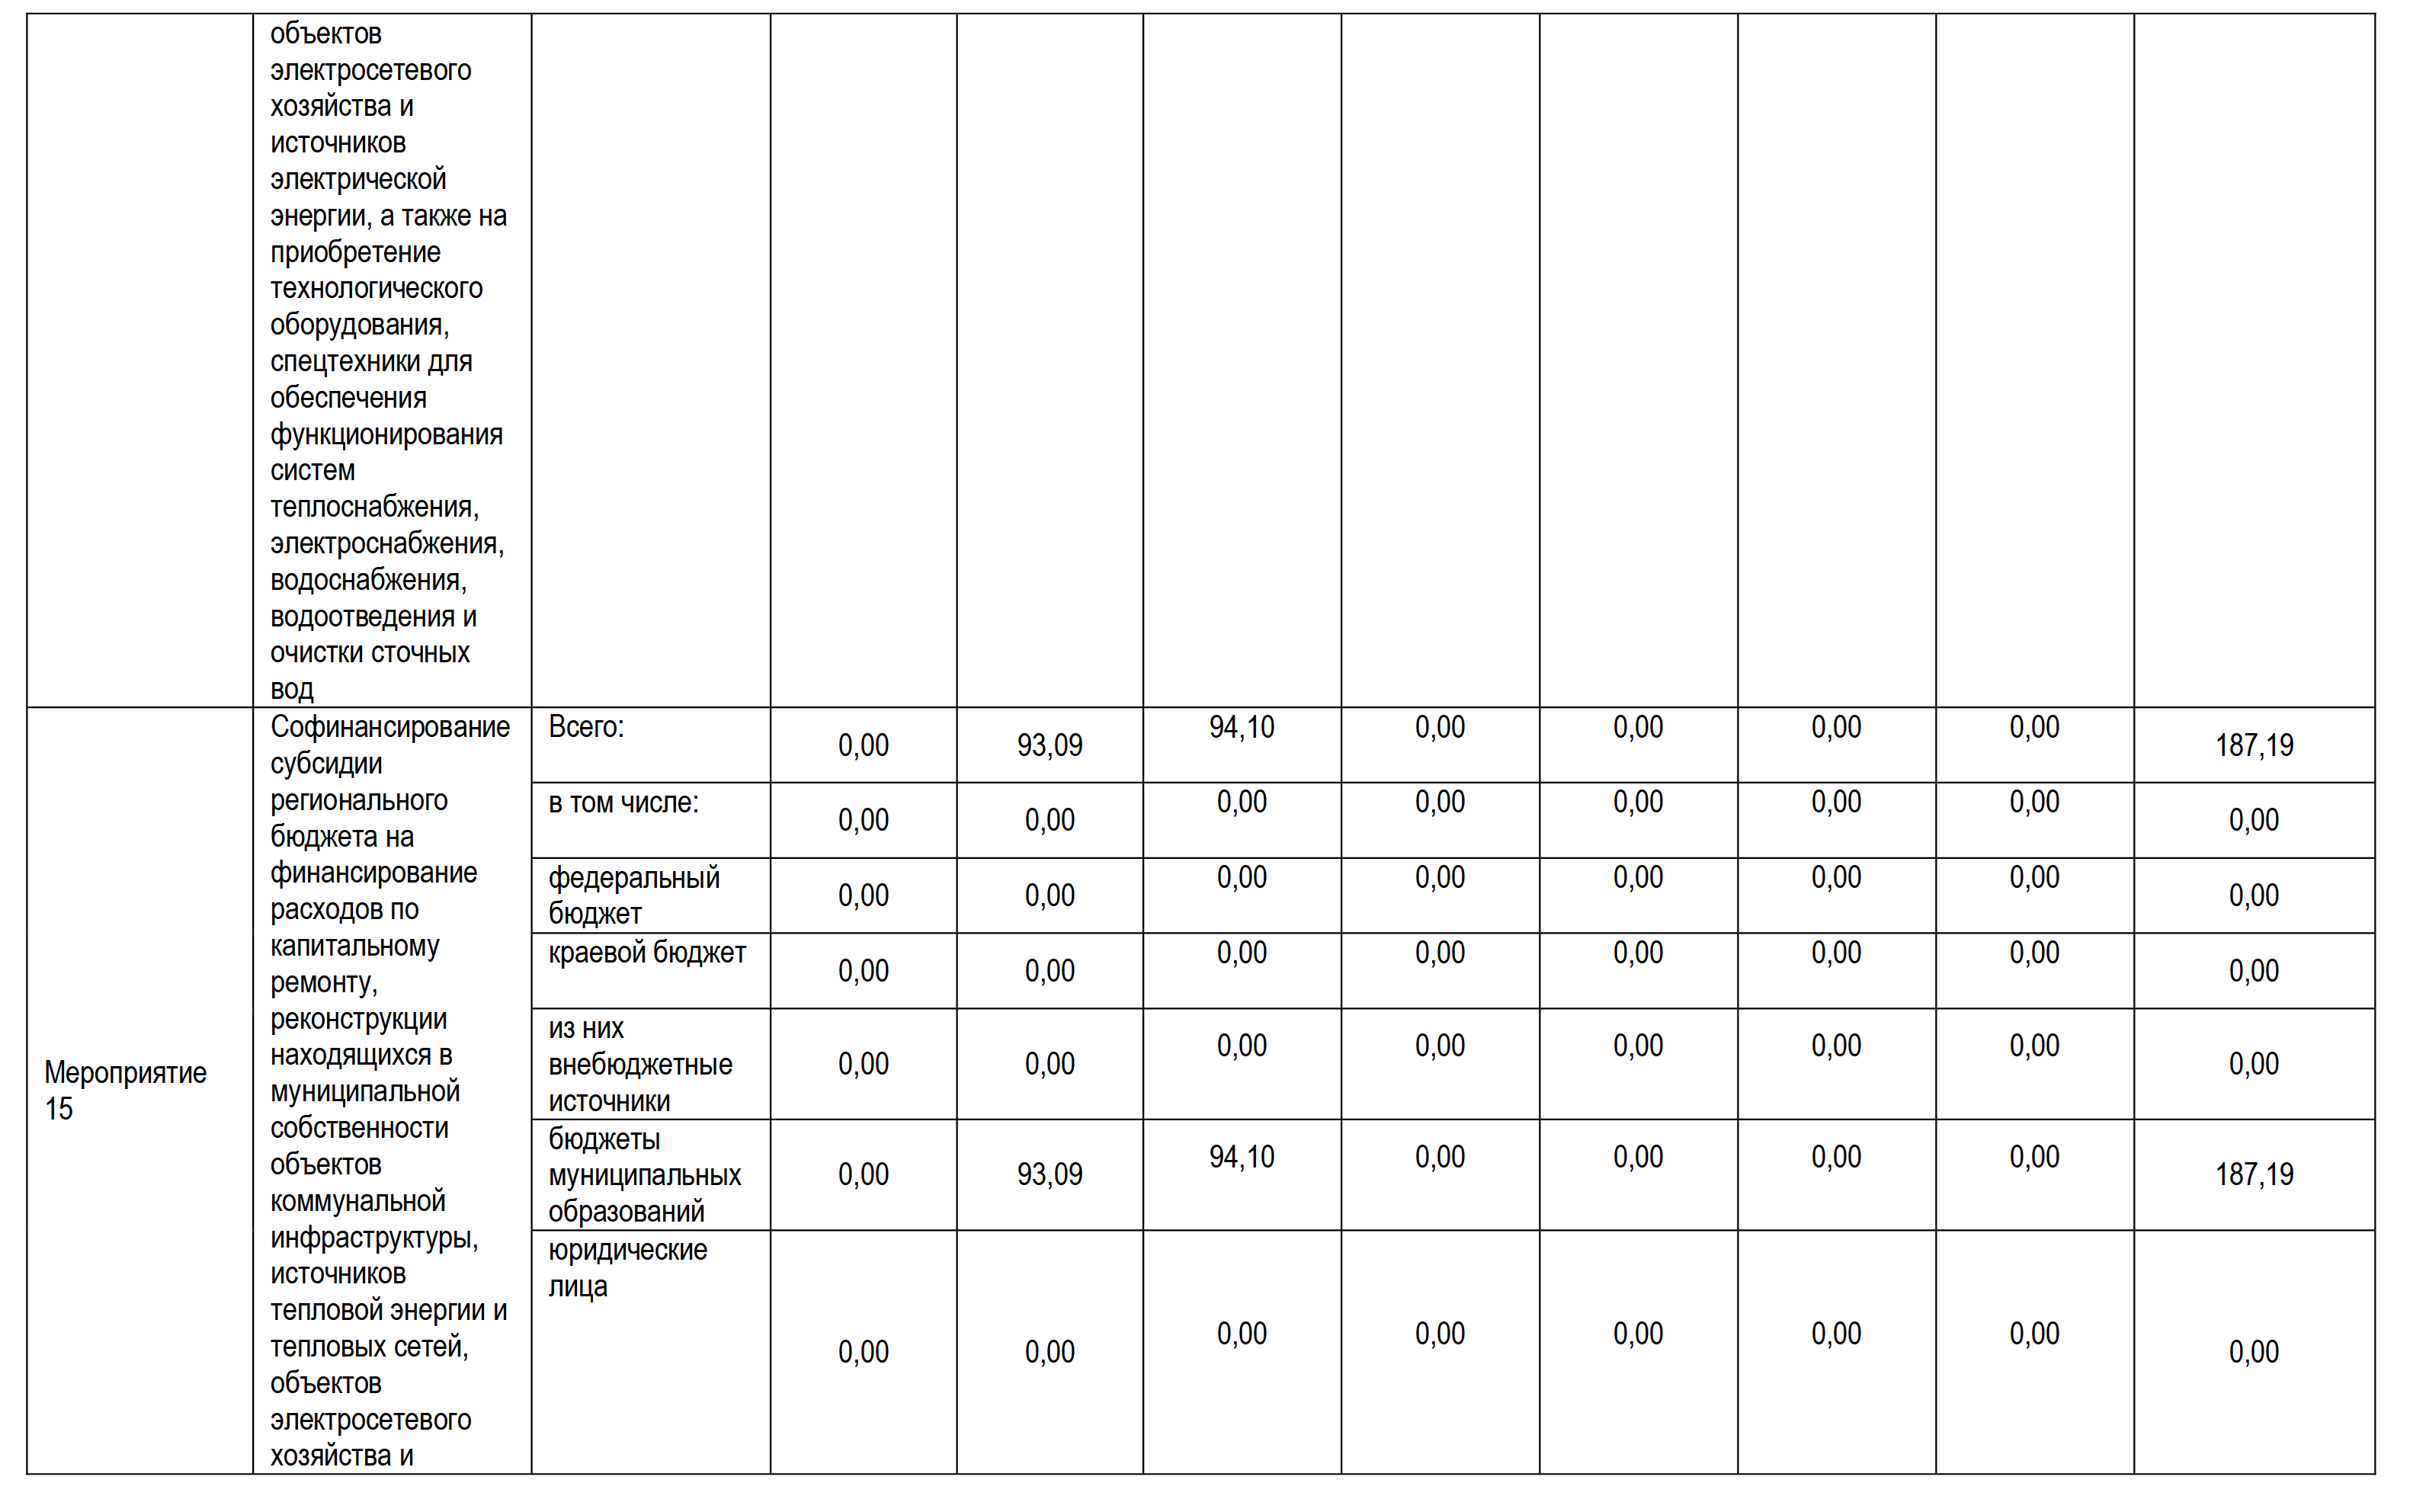 объектов
электросетевого
хозяйства и
источников
электрической
энергии, а также на
приобретение
технологического
оборудования,
спецтехники для
обеспечения
функционирования
систем
теплоснабжения,
электроснабжения,
водоснабжения,
водоотведения и
очистки сточных
вод
Мероприятие
15
Софинансирование
субсидии
регионального
бюджета на
финансирование
расходов по
капитальному
ремонту,
реконструкции
находящихся в
муниципальной
собственности
объектов
коммунальной
инфраструктуры,
источников
тепловой энергии и
тепловых сетей,
объектов
электросетевого
хозяйства и
Всего: 0,00 93,09 94,10 0,00 0,00 0,00 0,00 187,19
в том числе: 0,00 0,00 0,00 0,00 0,00 0,00 0,00 0,00
федеральный
бюджет 0,00 0,00 0,00 0,00 0,00 0,00 0,00 0,00
краевой бюджет 0,00 0,00 0,00 0,00 0,00 0,00 0,00 0,00
из них
внебюджетные
источники 0,00 0,00 0,00 0,00 0,00 0,00 0,00 0,00
бюджеты
муниципальных
образований 0,00 93,09 94,10 0,00 0,00 0,00 0,00 187,19
юридические
лица 0,00 0,00 0,00 0,00 0,00 0,00 0,00 0,00